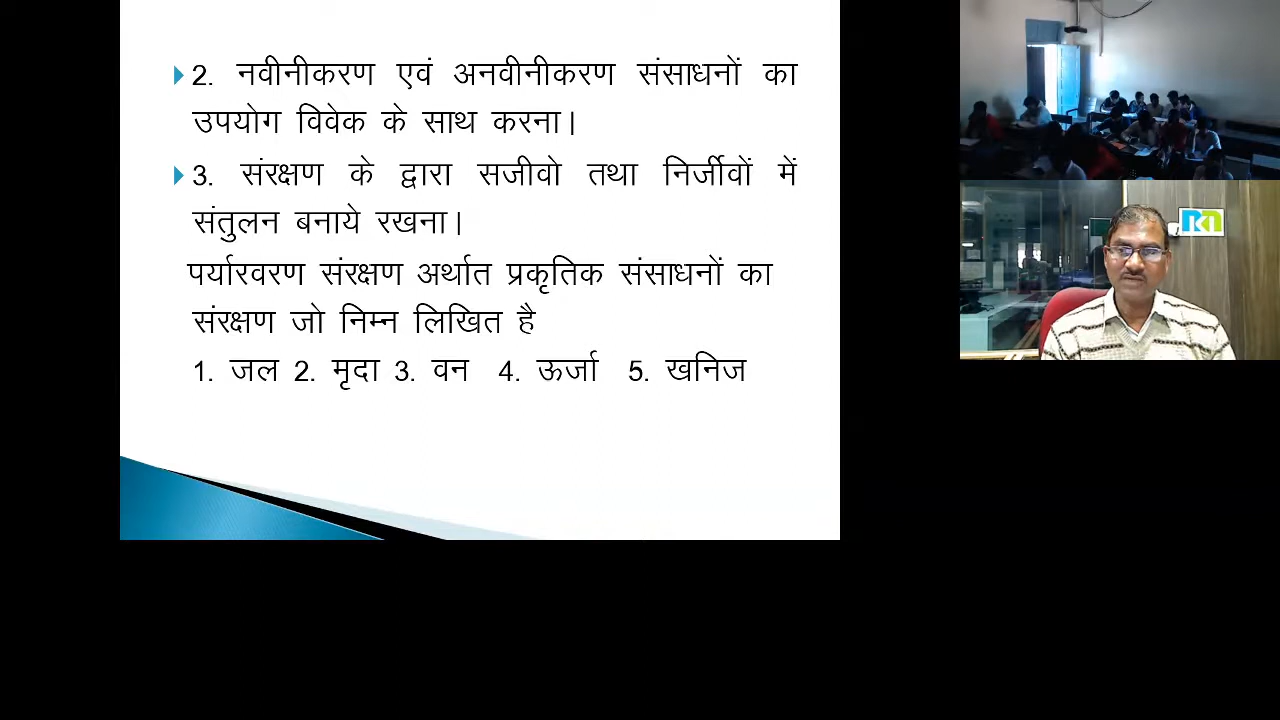 2. नवीनीकरण एवं अनवीनीकरण संसाधनों का
उपयोग विवेक के साथ करना।
3. संरक्षण के द्वारा सजीवो तथा निर्जीवों में
संतुलन बनाये रखना।
पर्यारवरण संरक्षण अर्थात प्रकृतिक संसाधनों का
संरक्षण जो निम्न लिखित है
1. जल 2. मृदा 3. वन 4. ऊर्जा 5. खनिज